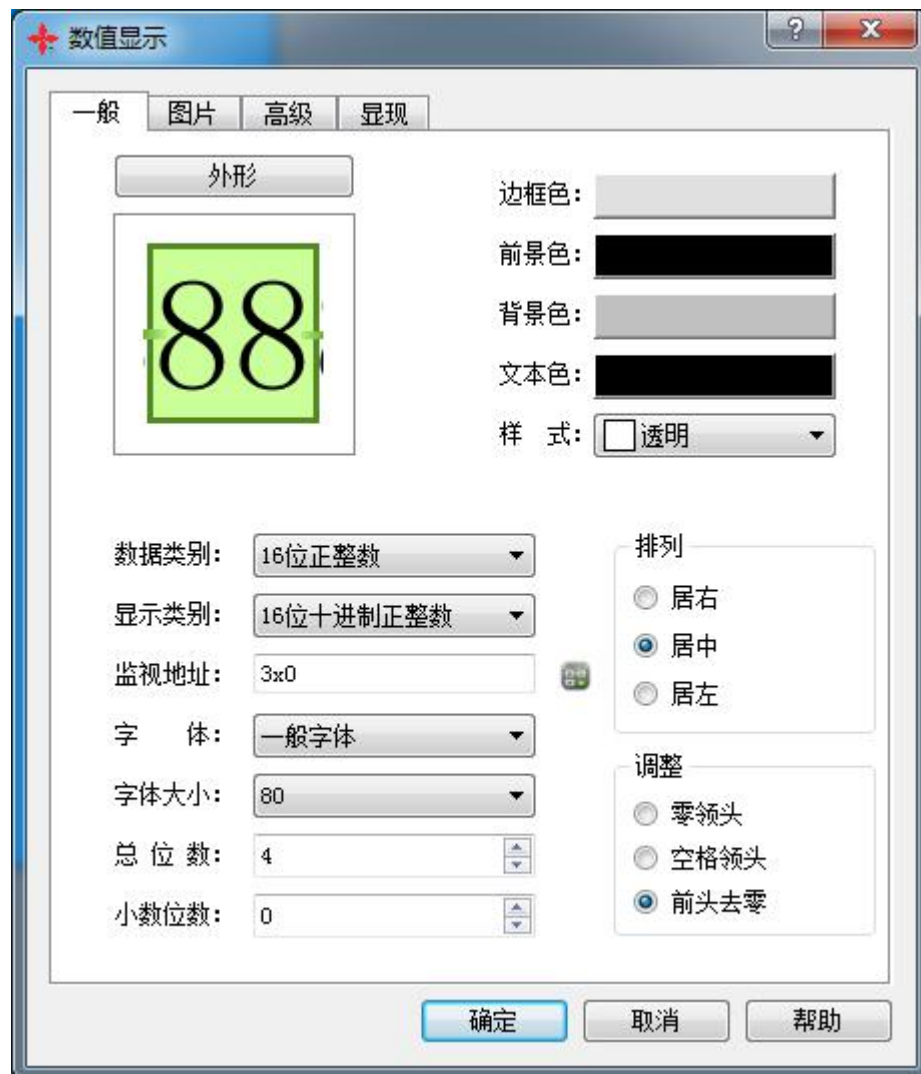 数值显示
一般 图片 高级 显现
外形
88
边框色：
前景色：
背景色：
文本色：
样 式： 透明
数据类别： 16位正整数
显示类别： 16位十进制正整数
监视地址： 3x0
字 体： 一般字体
字体大小： 80
总 位 数： 4
小数位数： 0
排列
居右
居中
居左
调整
零领头
空格领头
前头去零
确定 取消 帮助